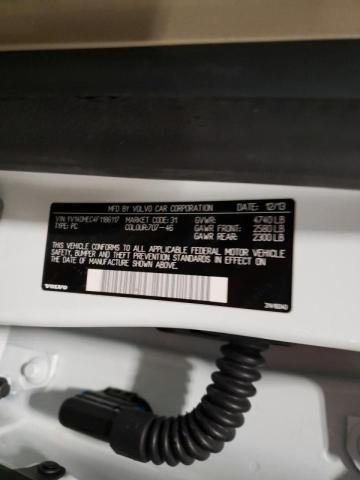 MFD BY VOLVO CAR CORPORATION 12/13
VIN: YV140MEC4F1186117 MARKET CODE: 31 GVWR: 4740 LB
TYPE: PC COLOUR: 707-46 GAWR FRONT: 2580 LB
GAWR REAR: 2300 LB
THIS VEHICLE CONFORMS TO ALL APPLICABLE FEDERAL MOTOR VEHICLE
SAFETY, BUMPER, AND THEFT PREVENTION STANDARDS IN EFFECT ON
THE DATE OF MANUFACTURE SHOWN ABOVE.
VOLVO